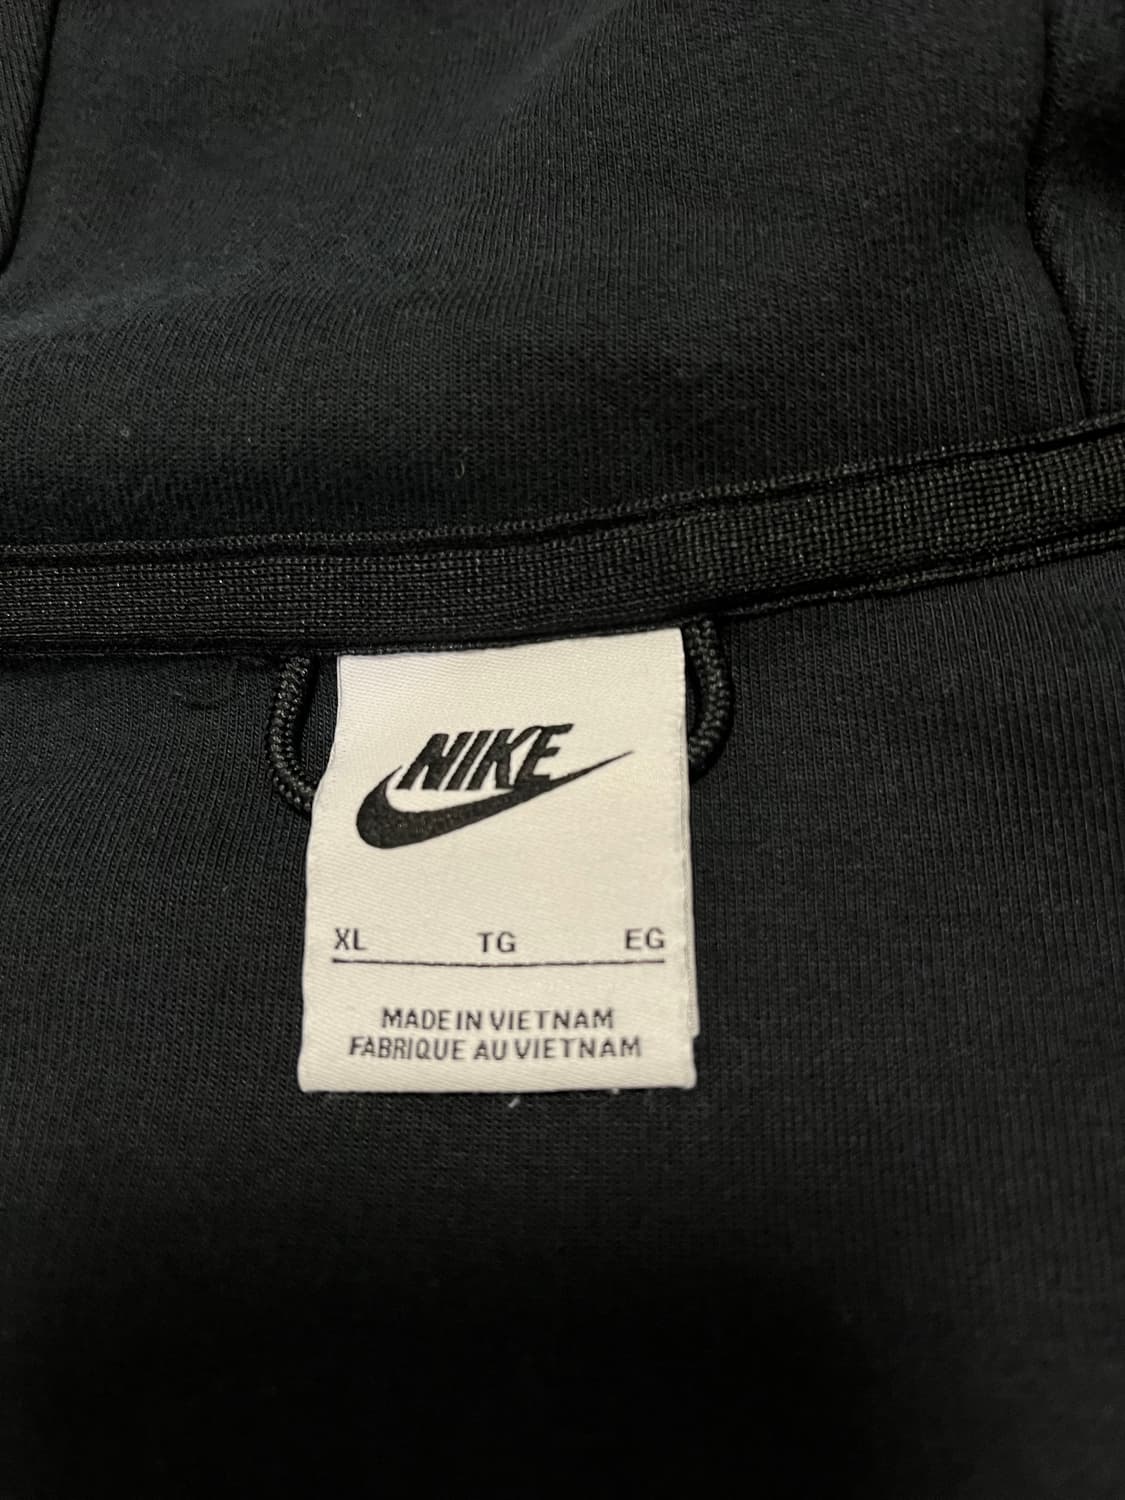 NIKE
XL TG EG
MADE IN VIETNAM
FABRIQUE AU VIETNAM